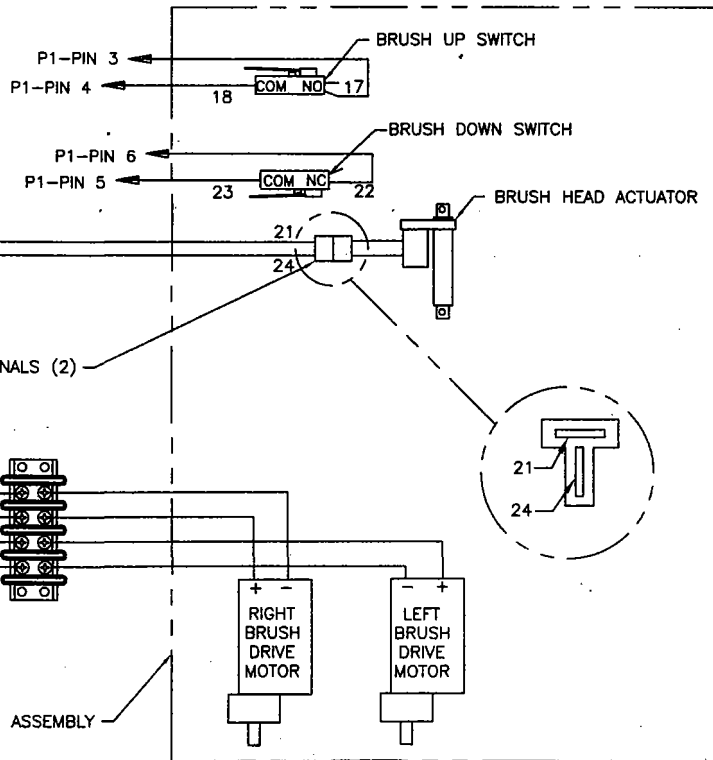 BRUSH UP SWITCH
P1-PIN 3
P1-PIN 4
18
COM NO
17
BRUSH DOWN SWITCH
P1-PIN 6
P1-PIN 5
23
COM NC
22
BRUSH HEAD ACTUATOR
21
24
NALS (2)
21
24
+ -
- +
RIGHT
BRUSH
DRIVE
MOTOR
LEFT
BRUSH
DRIVE
MOTOR
ASSEMBLY